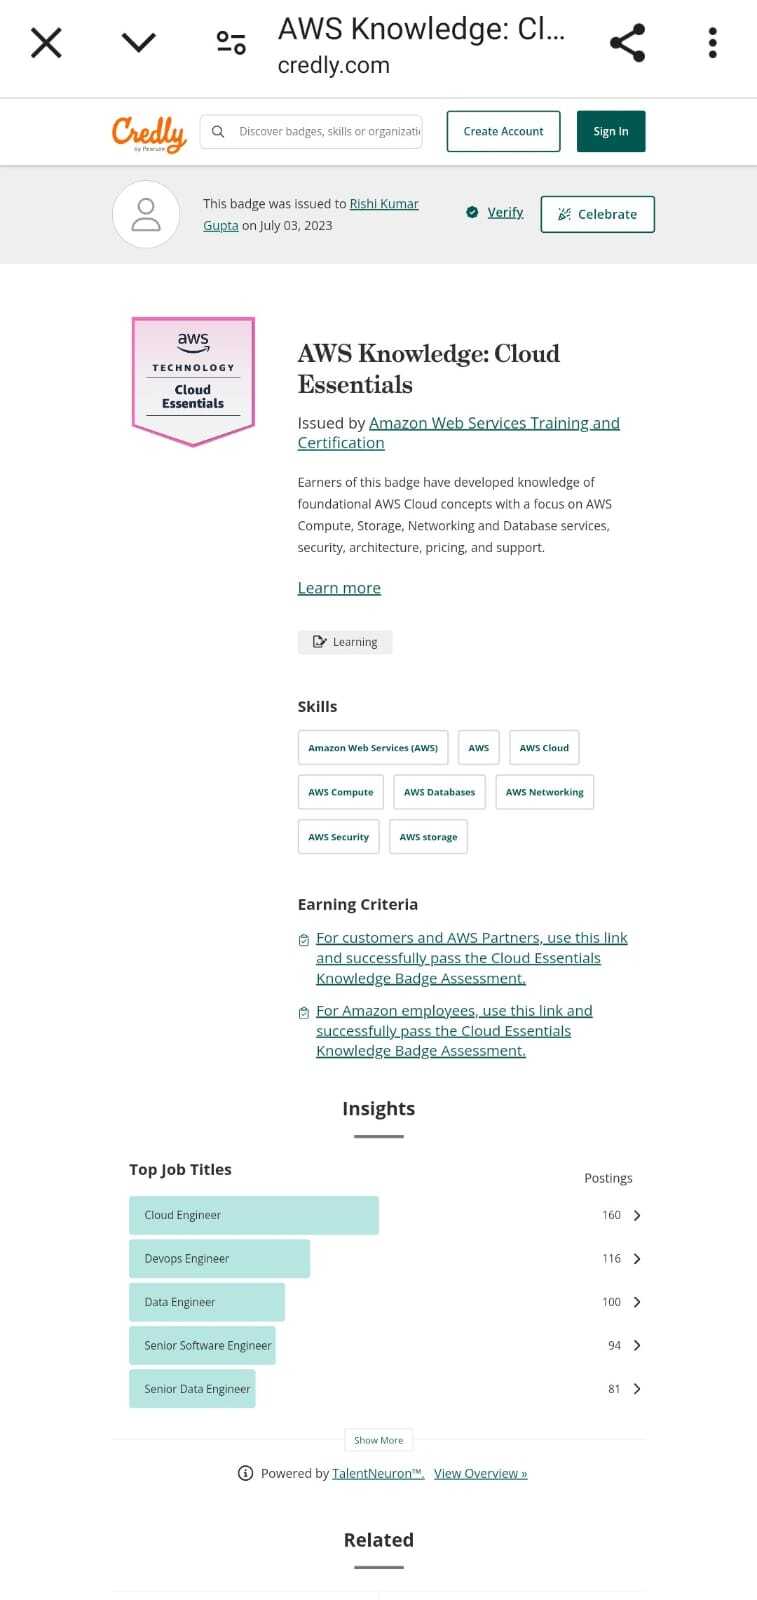 AWS Knowledge: Cl...
credly.com
Credly
by Pearson
Discover badges, skills or organizati
Create Account
Sign In
This badge was issued to Rishi Kumar
Gupta on July 03, 2023
Verify
Celebrate
aws
TECHNOLOGY
Cloud
Essentials
AWS Knowledge: Cloud
Essentials
Issued by Amazon Web Services Training and
Certification
Earners of this badge have developed knowledge of
foundational AWS Cloud concepts with a focus on AWS
Compute, Storage, Networking and Database services,
security, architecture, pricing, and support.
Learn more
Learning
Skills
Amazon Web Services (AWS)
AWS
AWS Cloud
AWS Compute
AWS Databases
AWS Networking
AWS Security
AWS storage
Earning Criteria
For customers and AWS Partners, use this link
and successfully pass the Cloud Essentials
Knowledge Badge Assessment.
For Amazon employees, use this link and
successfully pass the Cloud Essentials
Knowledge Badge Assessment.
Insights
Top Job Titles
Postings
Cloud Engineer 160
Devops Engineer 116
Data Engineer 100
Senior Software Engineer 94
Senior Data Engineer 81
Show More
Powered by TalentNeuron™. View Overview »
Related